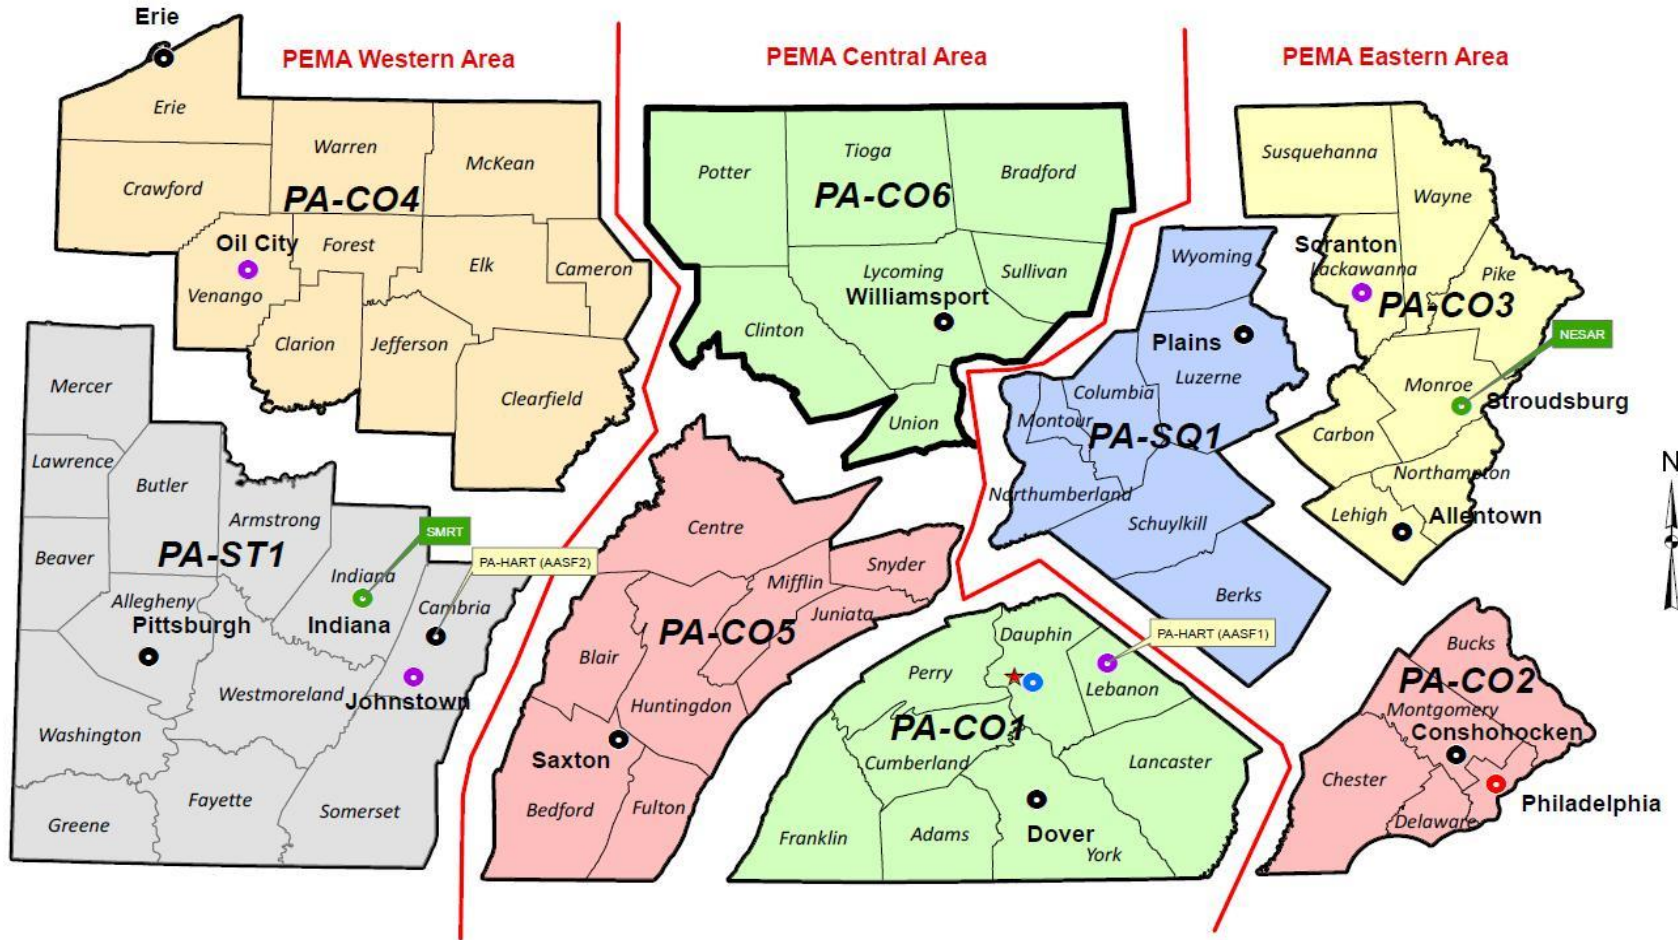 Erie
PEMA Western Area
PEMA Central Area
PEMA Eastern Area
Erie
Warren
McKean
Crawford
PA-CO4
Oil City
Forest
Elk
Cameron
Venango
Clarion
Jefferson
Clearfield
Potter
Tioga
Bradford
PA-CO6
Lycoming
Sullivan
Williamsport
Clinton
Union
Susquehanna
Wayne
Scranton
Lackawanna
Pike
PA-CO3
NESAR
Monroe
Stroudsburg
Carbon
Northampton
Lehigh
Allentown
Wyoming
Plains
Luzerne
Columbia
Montour
PA-SQ1
Northumberland
Schuylkill
Berks
Mercer
Lawrence
Butler
Armstrong
SMRT
Beaver
PA-ST1
Indiana
PA-HART (AASF2)
Allegheny
Cambria
Pittsburgh
Indiana
Westmoreland
Johnstown
Washington
Fayette
Somerset
Greene
Centre
Snyder
Mifflin
Juniata
PA-CO5
Blair
Huntingdon
Saxton
Bedford
Fulton
Dauphin
PA-HART (AASF1)
Perry
Lebanon
PA-CO1
Cumberland
Lancaster
Franklin
Adams
Dover
York
Bucks
PA-CO2
Montgomery
Conshohocken
Chester
Philadelphia
Delaware
N